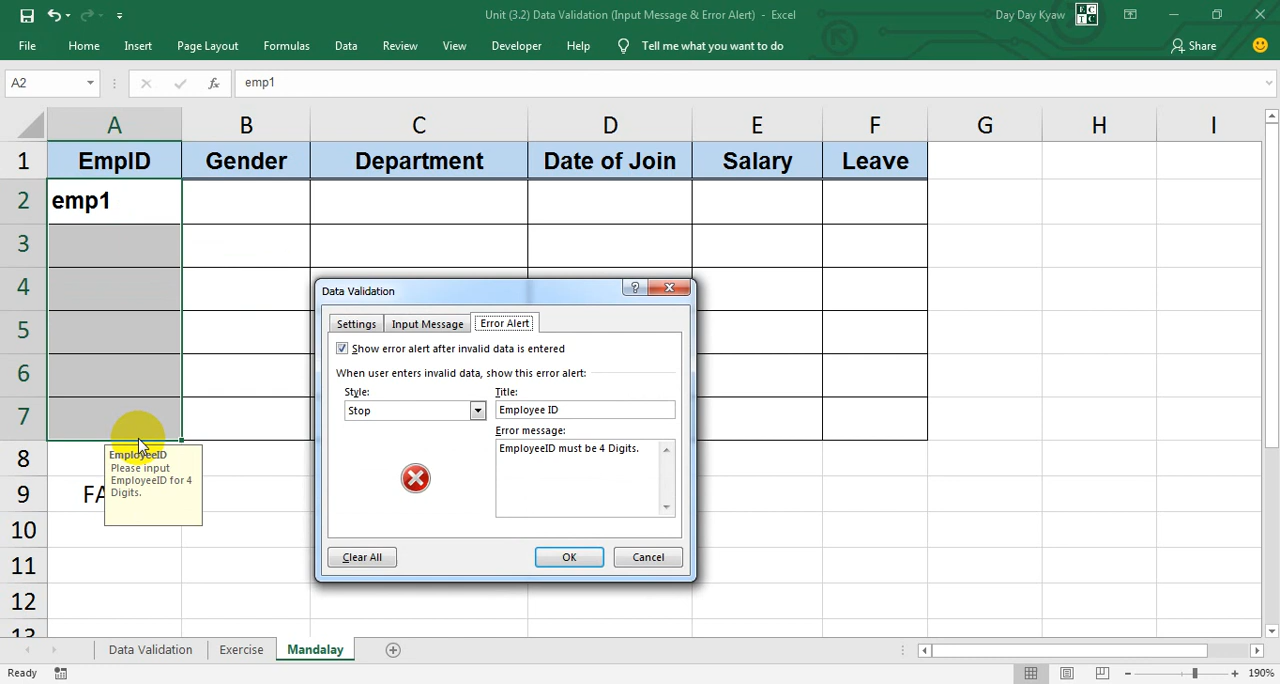 Unit (3.2) Data Validation (Input Message & Error Alert) - Excel
Day Day Kyaw
File Home Insert Page Layout Formulas Data Review View Developer Help Tell me what you want to do
Share
A2
fx
emp1
A B C D E F G H I
1 EmpID Gender Department Date of Join Salary Leave
2 emp1
3
4
5
6
7
8
9
10
11
12
13
Data Validation
?
Settings Input Message Error Alert
Show error alert after invalid data is entered
When user enters invalid data, show this error alert:
Style: Title:
Stop Employee ID
Error message:
EmployeeID must be 4 Digits.
Clear All OK Cancel
EmployeeID
Please input
EmployeeID for 4
Digits.
Data Validation Exercise Mandalay
Ready
190%